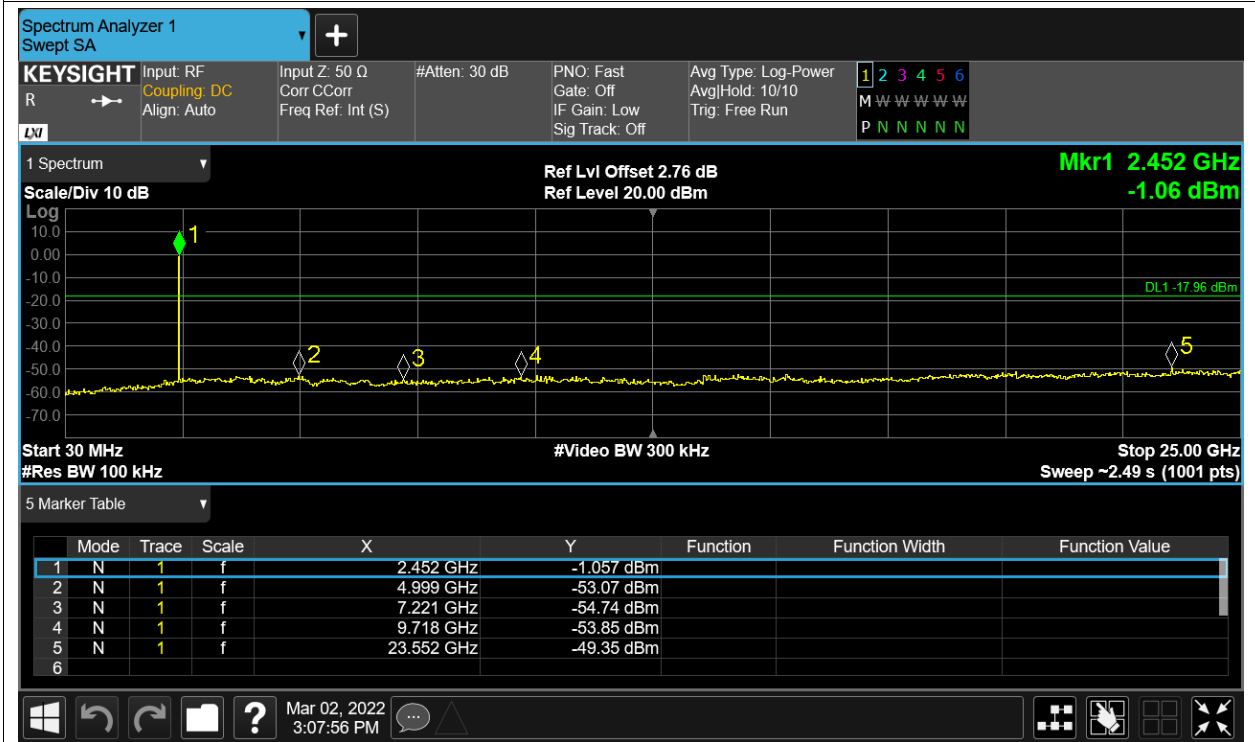 Spectrum Analyzer 1
Swept SA
+
KEYSIGHT
R
LXI
Input: RF
Coupling: DC
Align: Auto
Input Z: 50 Ω
Corr CCorr
Freq Ref: Int (S)
#Atten: 30 dB
PNO: Fast
Gate: Off
IF Gain: Low
Sig Track: Off
Avg Type: Log-Power
Avg|Hold: 10/10
Trig: Free Run
1 2 3 4 5 6
M W W W W W
P N N N N N
1 Spectrum
Scale/Div 10 dB
Ref Lvl Offset 2.76 dB
Ref Level 20.00 dBm
Mkr1 2.452 GHz
-1.06 dBm
Log
10.0
0.00
-10.0
-20.0
-30.0
-40.0
-50.0
-60.0
-70.0
1
2
3
4
5
DL1 -17.96 dBm
Start 30 MHz
#Video BW 300 kHz
Stop 25.00 GHz
#Res BW 100 kHz
Sweep ~2.49 s (1001 pts)
5 Marker Table
Mode Trace Scale X Y Function Function Width Function Value
1 N 1 f 2.452 GHz -1.057 dBm
2 N 1 f 4.999 GHz -53.07 dBm
3 N 1 f 7.221 GHz -54.74 dBm
4 N 1 f 9.718 GHz -53.85 dBm
5 N 1 f 23.552 GHz -49.35 dBm
6
?
Mar 02, 2022
3:07:56 PM